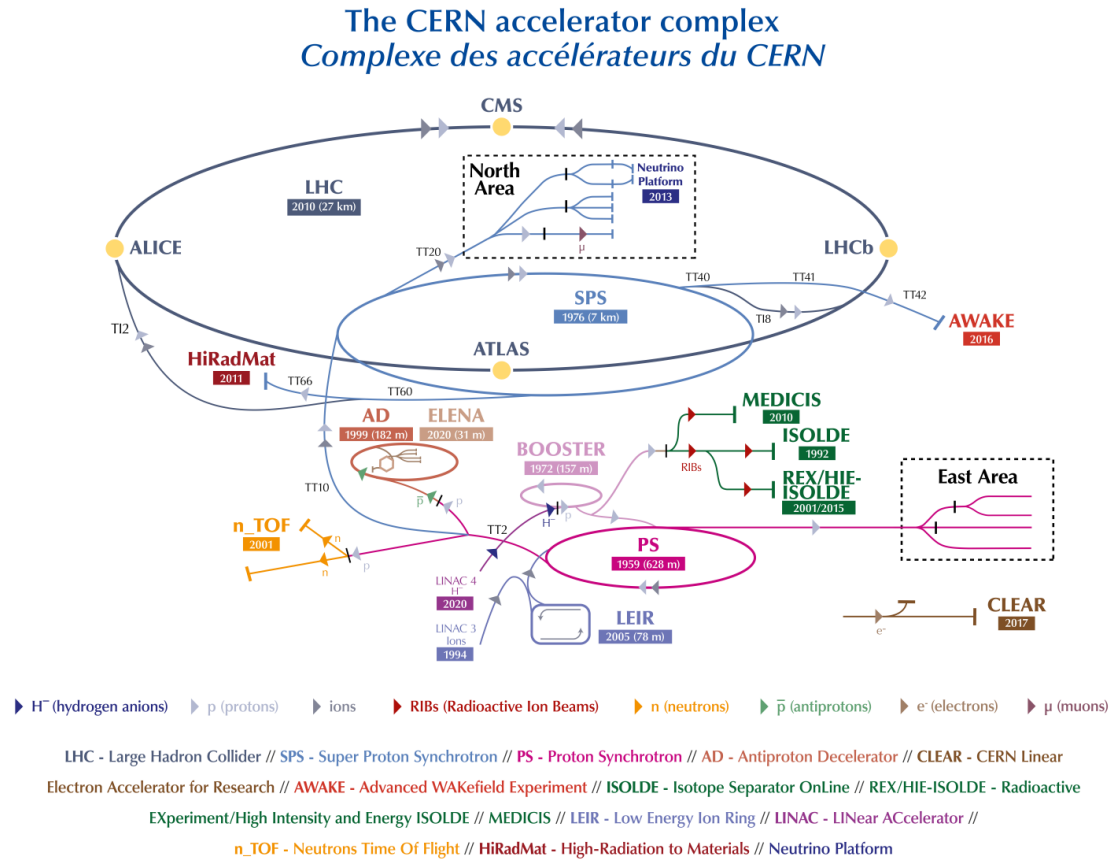 The CERN accelerator complex
Complexe des accélérateurs du CERN
CMS
North
Area
Neutrino
Platform
2013
LHC
2010 (27 km)
ALICE
TT20
μ
LHCb
TT40
TT41
SPS
1976 (7 km)
TT42
TI8
TI2
AWAKE
2016
ATLAS
HiRadMat
2011
TT66
TT60
MEDICIS
2010
AD
1999 (182 m)
ELENA
2020 (31 m)
BOOSTER
1972 (157 m)
ISOLDE
1992
RIBs
REX/HIE-
ISOLDE
2001/2015
East Area
TT10
p̅
p
TT2
H⁻
p
n_TOF
2001
n
n
p
PS
1959 (628 m)
LINAC 4
H⁻
2020
LEIR
2005 (78 m)
LINAC 3
Ions
1994
e-
CLEAR
2017
H⁻ (hydrogen anions)
p (protons)
ions
RIBs (Radioactive Ion Beams)
n (neutrons)
p̅ (antiprotons)
e- (electrons)
μ (muons)
LHC - Large Hadron Collider // SPS - Super Proton Synchrotron // PS - Proton Synchrotron // AD - Antiproton Decelerator // CLEAR - CERN Linear
Electron Accelerator for Research // AWAKE - Advanced WAKefield Experiment // ISOLDE - Isotope Separator OnLine // REX/HIE-ISOLDE - Radioactive
EXperiment/High Intensity and Energy ISOLDE // MEDICIS // LEIR - Low Energy Ion Ring // LINAC - LINear ACcelerator //
n_TOF - Neutrons Time Of Flight // HiRadMat - High-Radiation to Materials // Neutrino Platform